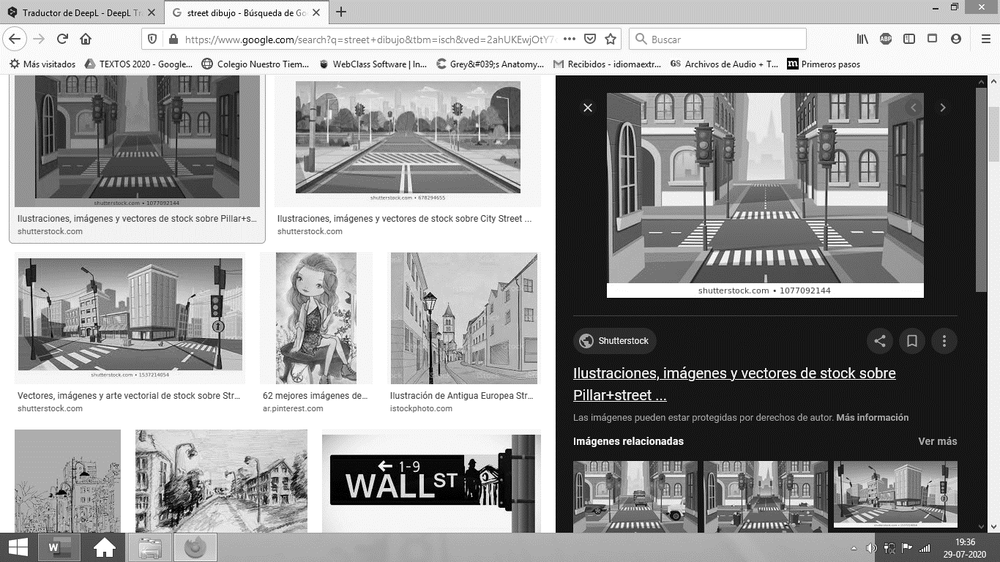 Traductor de DeepL - DeepL Tr
street dibujo - Búsqueda de Go
https://www.google.com/search?q=street+dibujo&tbm=isch&ved=2ahUKEwjOtY7
Buscar
ABP
Más visitados
TEXTOS 2020 - Google...
Colegio Nuestro Tiem...
WebClass Software | In...
Grey&#039;s Anatomy...
Recibidos - idiomaextr...
GS Archivos de Audio + T...
m Primeros pasos
shutterstock.com • 1077092144
Ilustraciones, imágenes y vectores de stock sobre Pillar+s...
shutterstock.com
shutterstock.com • 678294655
Ilustraciones, imágenes y vectores de stock sobre City Street ...
shutterstock.com
shutterstock.com • 1537214054
Vectores, imágenes y arte vectorial de stock sobre Str...
shutterstock.com
62 mejores imágenes de...
ar.pinterest.com
Ilustración de Antigua Europea Str...
istockphoto.com
1-9
WALL ST
shutterstock.com • 1077092144
Shutterstock
Ilustraciones, imágenes y vectores de stock sobre
Pillar+street ...
Las imágenes pueden estar protegidas por derechos de autor. Más información
Imágenes relacionadas
Ver más
W
19:36
29-07-2020